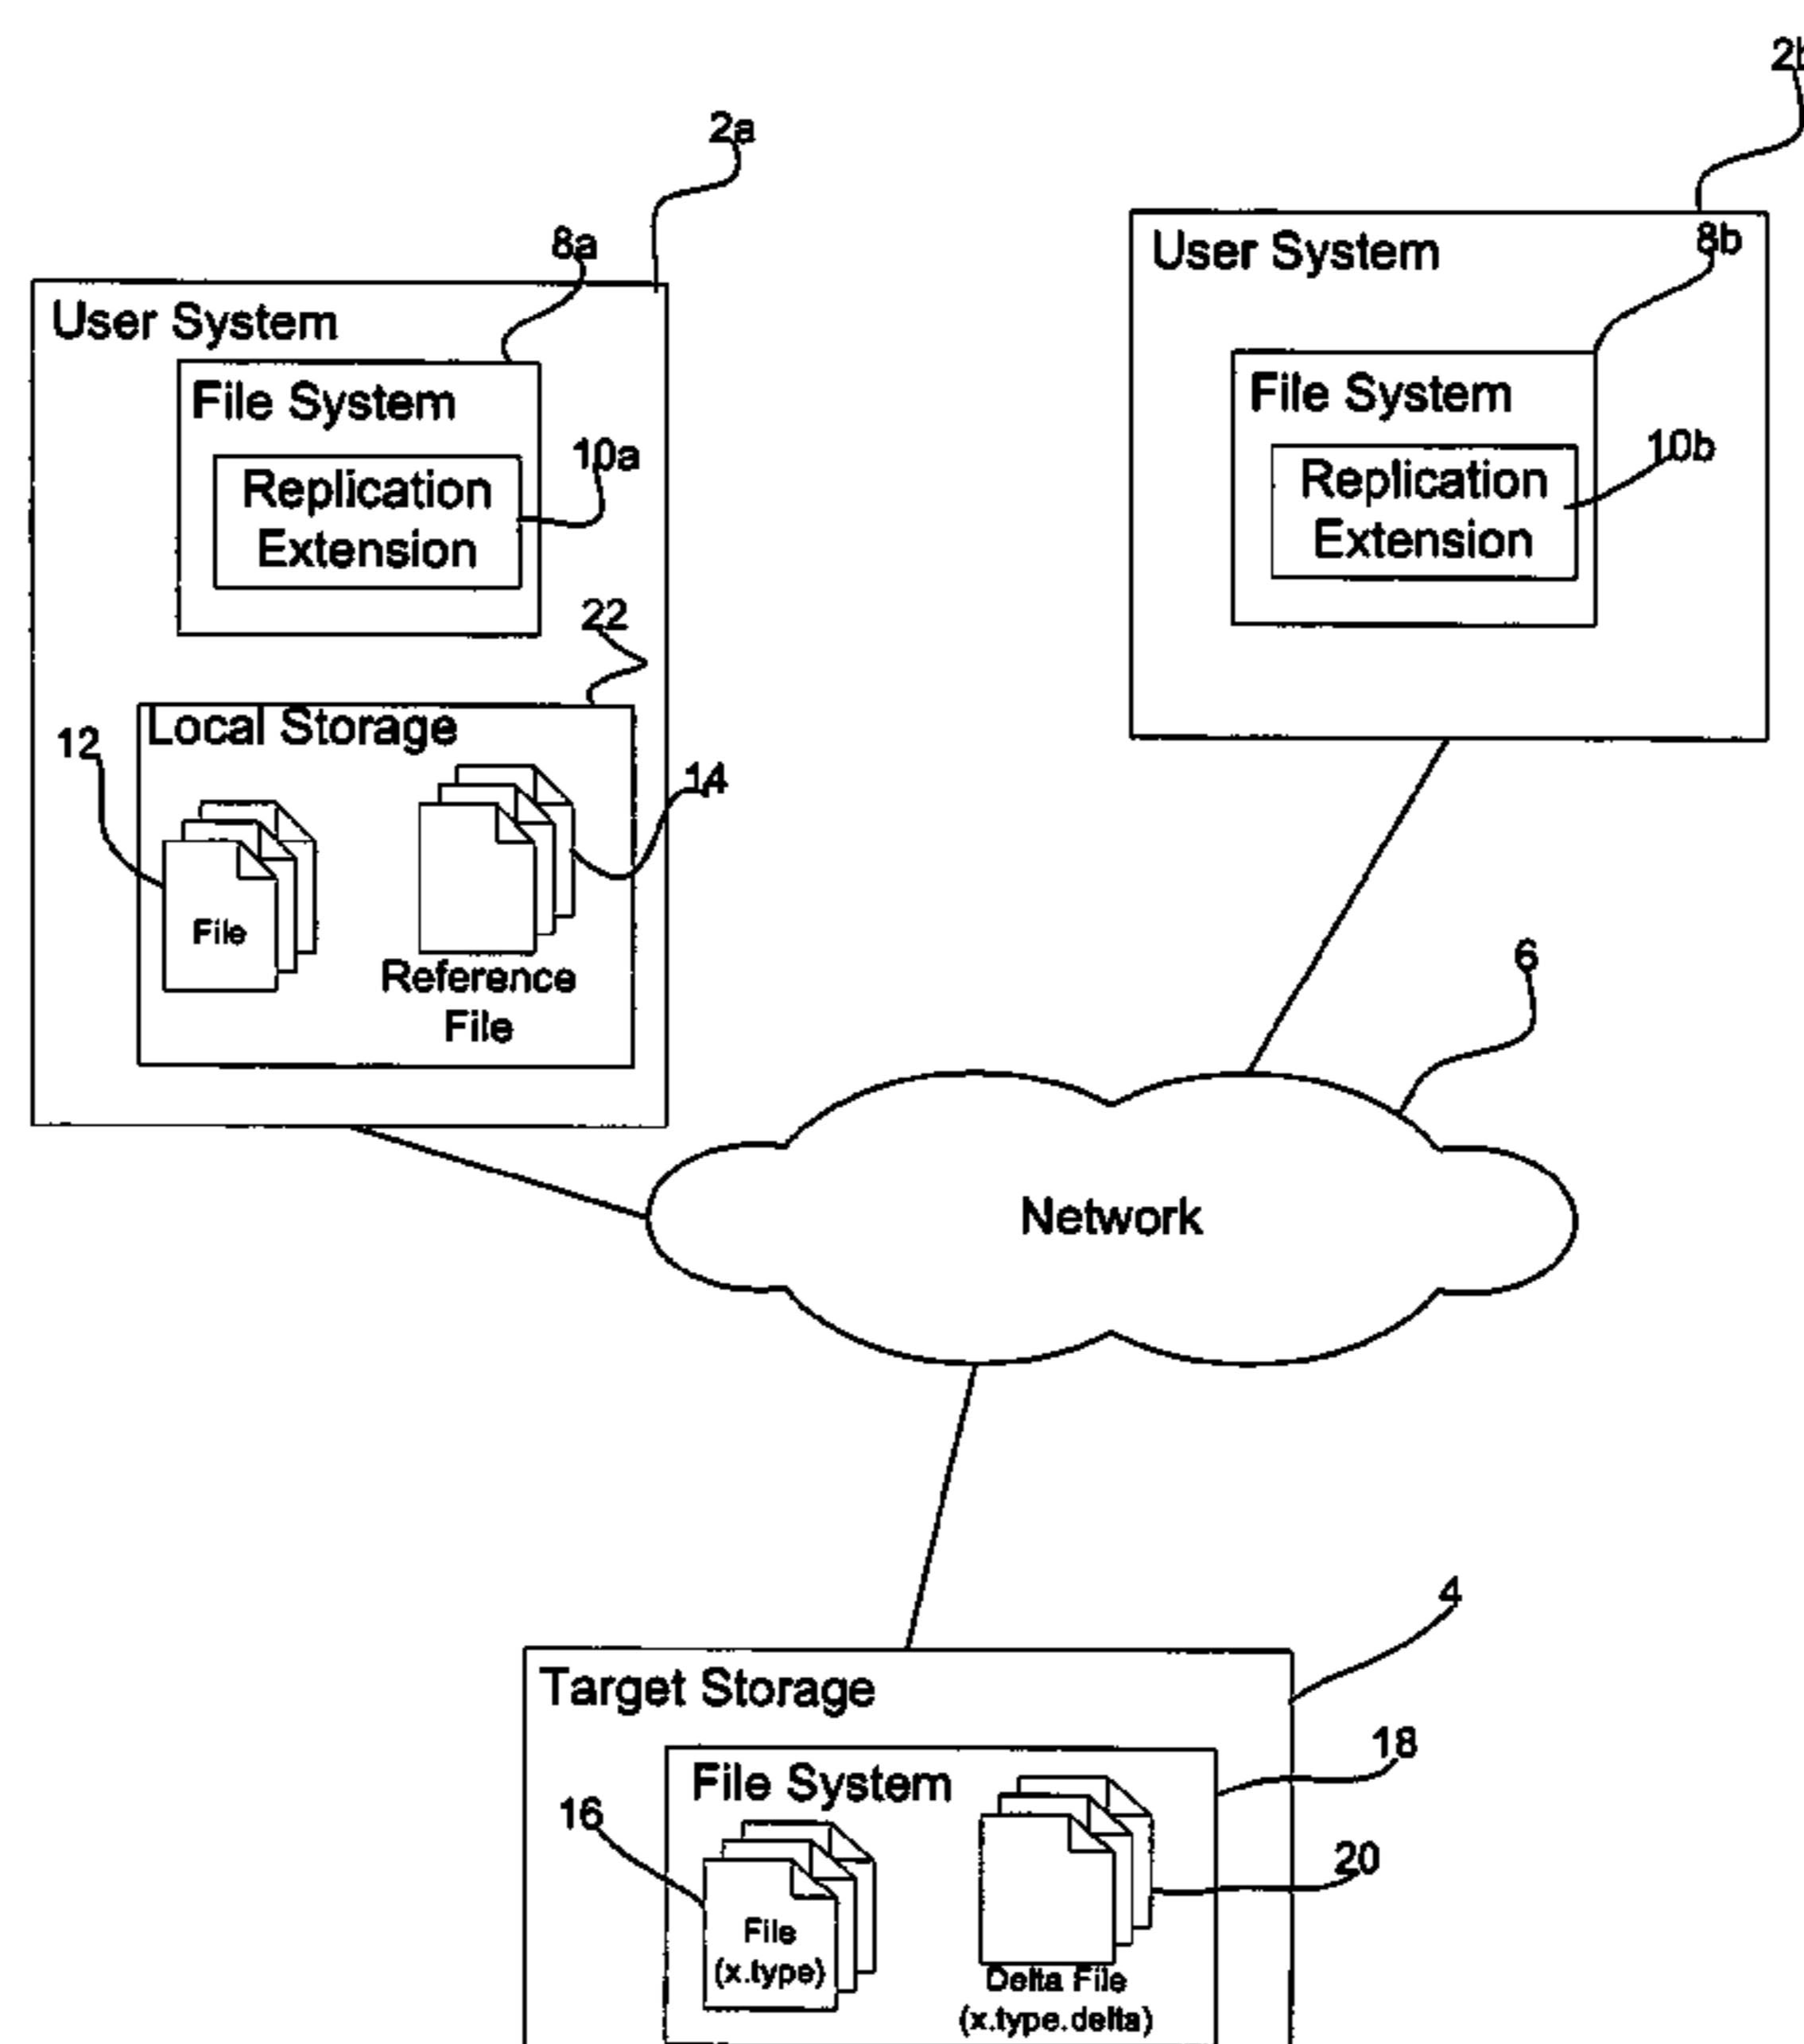 2b
2a
8a
8b
User System
User System
File System
File System
10a
10b
Replication
Extension
Replication
Extension
22
Local Storage
12
14
File
Reference
File
6
Network
4
Target Storage
18
File System
16
20
File
(x.type)
Delta File
(x.type.delta)